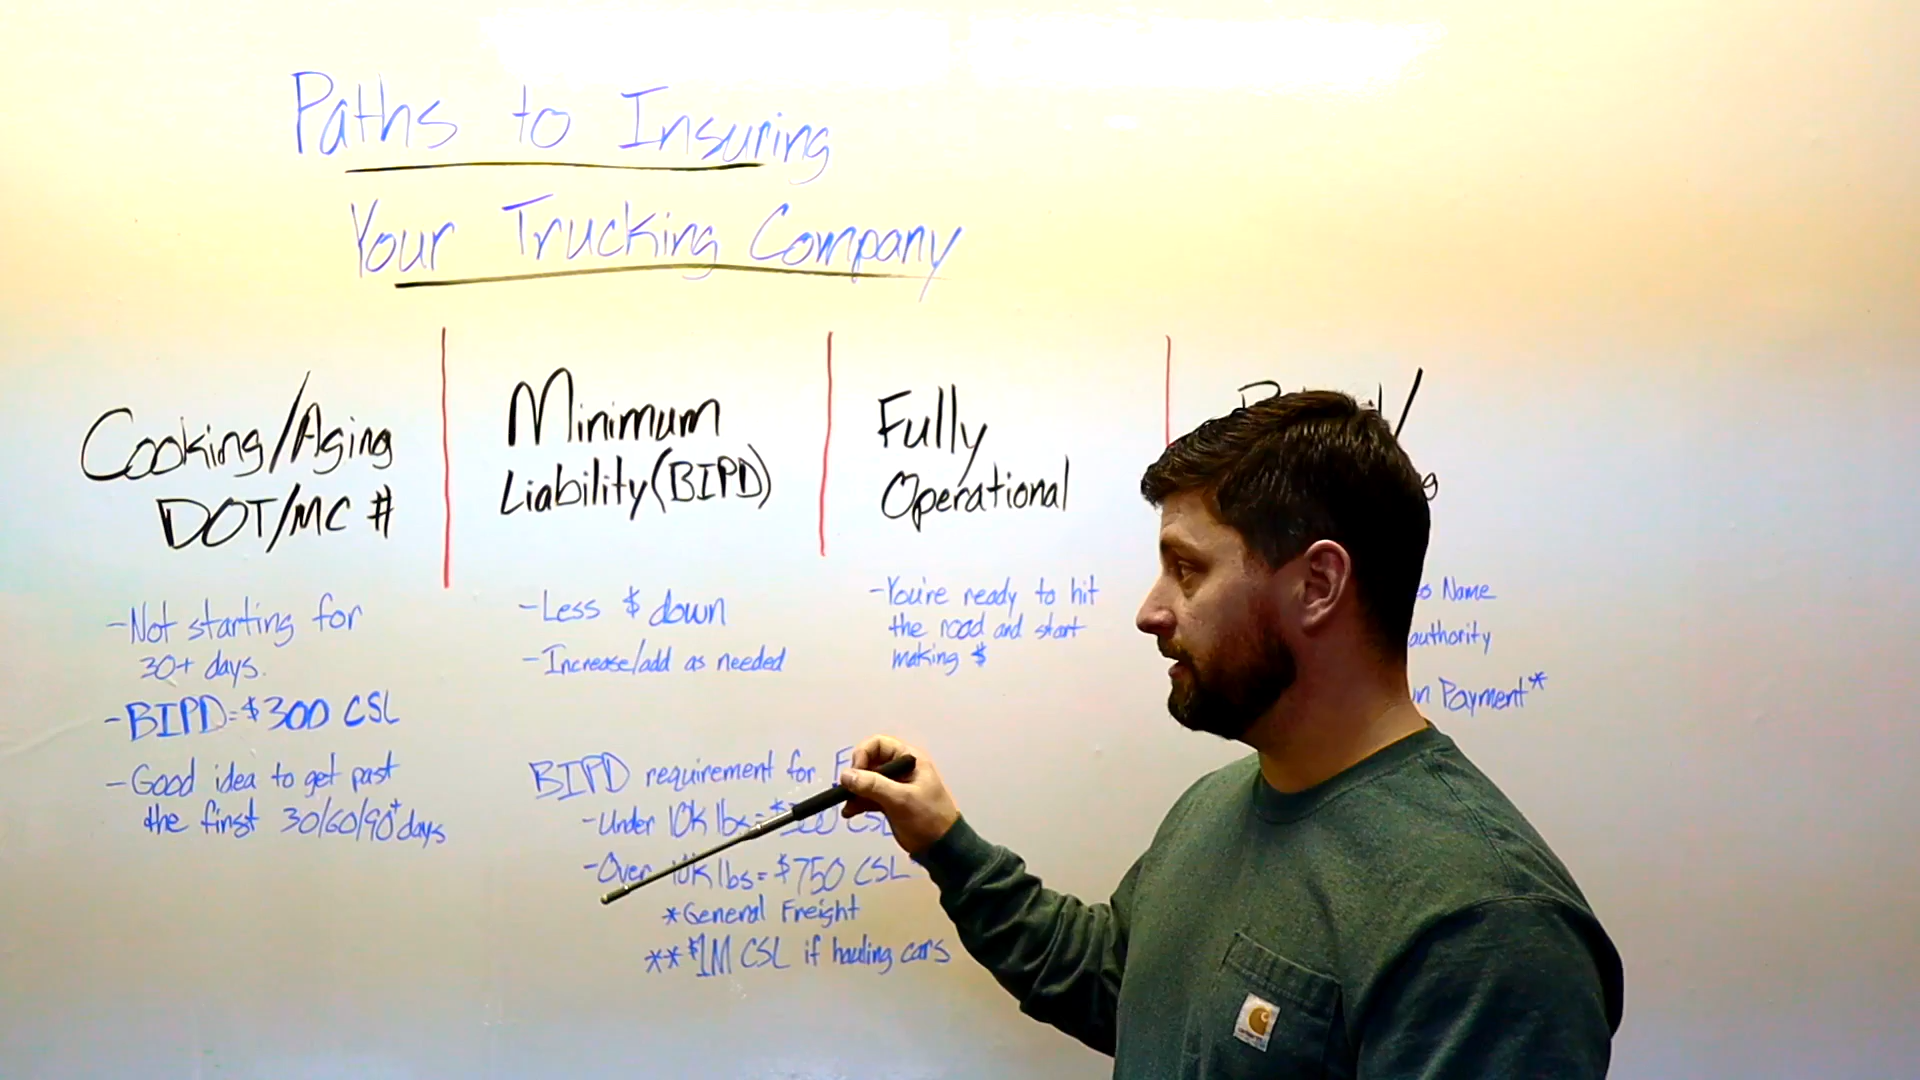 Paths to Insuring
Your Trucking Company
Cooking/Aging
DOT/MC #
-Not starting for
30+ days.
-BIPD=$300 CSL
-Good idea to get past
the first 30/60/90+ days
Minimum
Liability (BIPD)
-Less $ down
-Increase/add as needed
BIPD requirement for
-Under 10K lbs= $300 CSL
-Over 10K lbs= $750 CSL
*General Freight
**$1M CSL if hauling cars
Fully
Operational
-You're ready to hit
the road and start
making $
Name
authority
Payment*